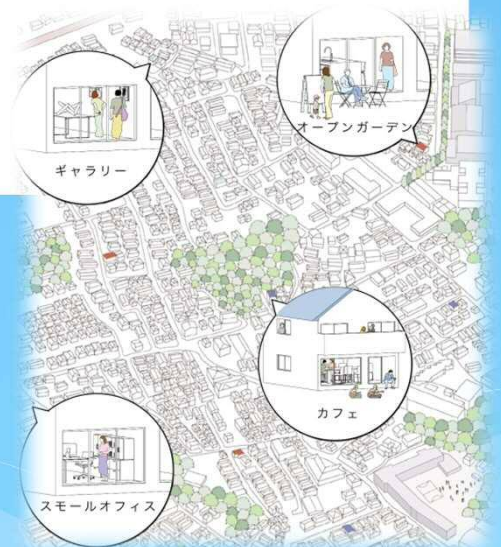 オープンガーデン
ギャラリー
カフェ
スモールオフィス